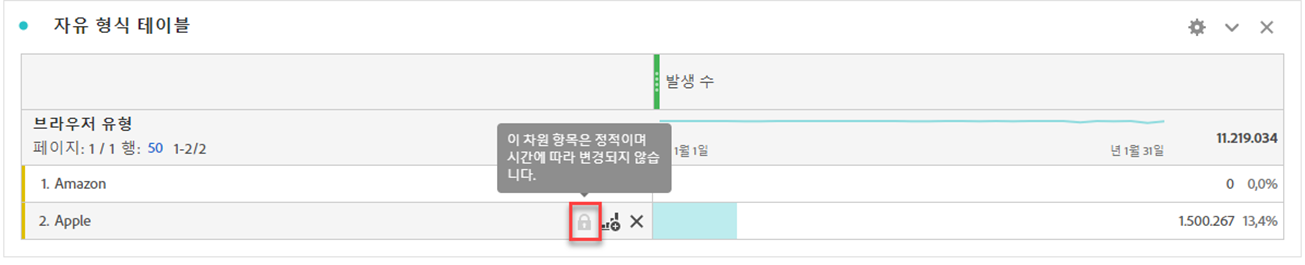 자유 형식 테이블
발생 수
브라우저 유형
페이지: 1 / 1 행: 50 1-2/2
이 차원 항목은 정적이며
시간에 따라 변경되지 않습
니다.
1월 1일
년 1월 31일
11.219.034
1. Amazon
0 0,0%
2. Apple
1.500.267 13,4%